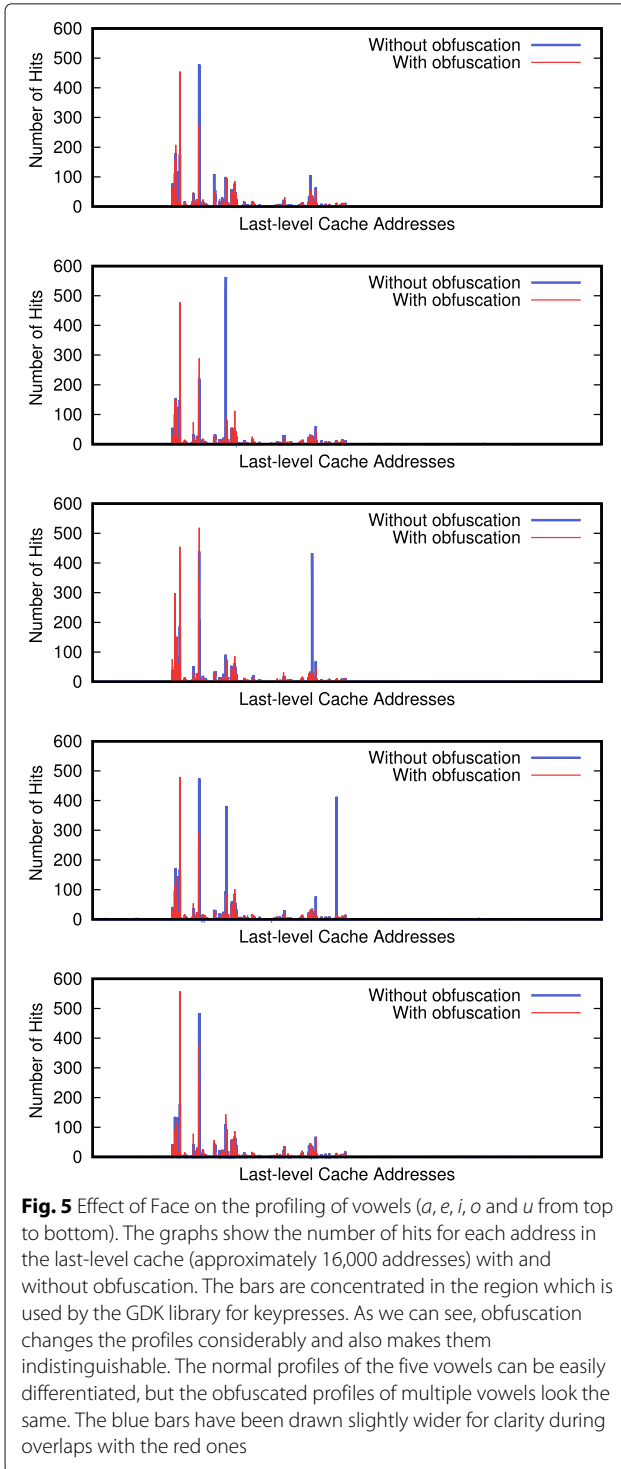 600
Without obfuscation
500
With obfuscation
400
300
200
100
0
Number of Hits
Last-level Cache Addresses
600
Without obfuscation
500
With obfuscation
400
300
200
100
0
Number of Hits
Last-level Cache Addresses
600
Without obfuscation
500
With obfuscation
400
300
200
100
0
Number of Hits
Last-level Cache Addresses
600
Without obfuscation
500
With obfuscation
400
300
200
100
0
Number of Hits
Last-level Cache Addresses
600
Without obfuscation
500
With obfuscation
400
300
200
100
0
Number of Hits
Last-level Cache Addresses
Fig. 5 Effect of Face on the profiling of vowels (a, e, i, o and u from top
to bottom). The graphs show the number of hits for each address in
the last-level cache (approximately 16,000 addresses) with and
without obfuscation. The bars are concentrated in the region which is
used by the GDK library for keypresses. As we can see, obfuscation
changes the profiles considerably and also makes them
indistinguishable. The normal profiles of the five vowels can be easily
differentiated, but the obfuscated profiles of multiple vowels look the
same. The blue bars have been drawn slightly wider for clarity during
overlaps with the red ones